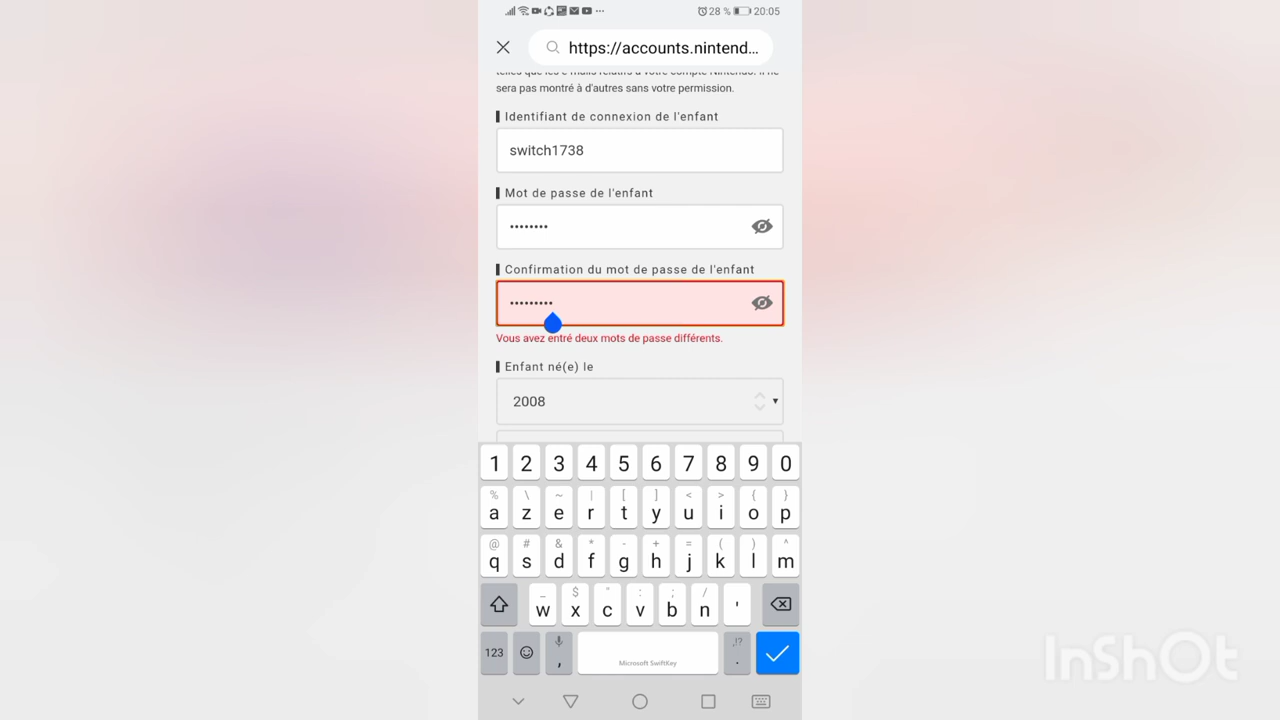 28 % 20:05
https://accounts.nintend...
telles que les e-mails relatifs à votre compte Nintendo. Il ne
sera pas montré à d'autres sans votre permission.
Identifiant de connexion de l'enfant
switch1738
Mot de passe de l'enfant
••••••••
Confirmation du mot de passe de l'enfant
•••••••••
Vous avez entré deux mots de passe différents.
Enfant né(e) le
2008
1 2 3 4 5 6 7 8 9 0
% \ ~ | [ ] < > { }
a z e r t y u i o p
@ # & * - + = ( ) ^
q s d f g h j k l m
_ $ " : ; /
w x c v b n '
123 , ,!? .
Microsoft SwiftKey
InShOt